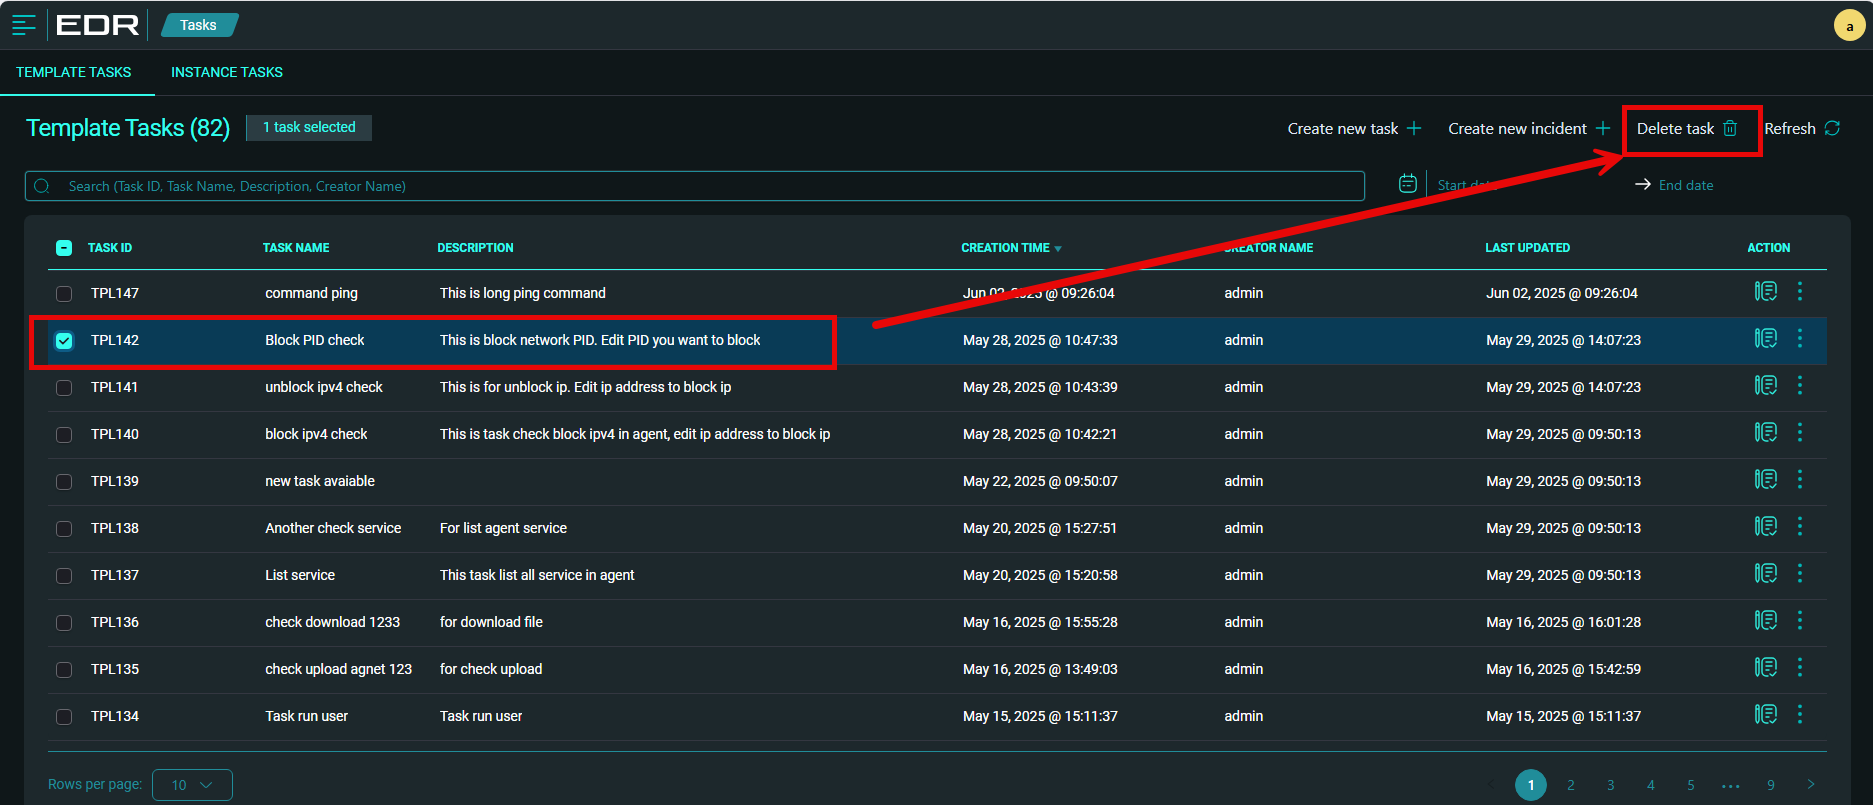 EDR Tasks a
TEMPLATE TASKS INSTANCE TASKS
Template Tasks (82) 1 task selected Create new task Create new incident Delete task Refresh
Search (Task ID, Task Name, Description, Creator Name) Start date End date
TASK ID TASK NAME DESCRIPTION CREATION TIME CREATOR NAME LAST UPDATED ACTION
TPL147 command ping This is long ping command Jun 02, 2025 @ 09:26:04 admin Jun 02, 2025 @ 09:26:04
TPL142 Block PID check This is block network PID. Edit PID you want to block May 28, 2025 @ 10:47:33 admin May 29, 2025 @ 14:07:23
TPL141 unblock ipv4 check This is for unblock ip. Edit ip address to block ip May 28, 2025 @ 10:43:39 admin May 29, 2025 @ 14:07:23
TPL140 block ipv4 check This is task check block ipv4 in agent, edit ip address to block ip May 28, 2025 @ 10:42:21 admin May 29, 2025 @ 09:50:13
TPL139 new task avaiable May 22, 2025 @ 09:50:07 admin May 29, 2025 @ 09:50:13
TPL138 Another check service For list agent service May 20, 2025 @ 15:27:51 admin May 29, 2025 @ 09:50:13
TPL137 List service This task list all service in agent May 20, 2025 @ 15:20:58 admin May 29, 2025 @ 09:50:13
TPL136 check download 1233 for download file May 16, 2025 @ 15:55:28 admin May 16, 2025 @ 16:01:28
TPL135 check upload agnet 123 for check upload May 16, 2025 @ 13:49:03 admin May 16, 2025 @ 15:42:59
TPL134 Task run user Task run user May 15, 2025 @ 15:11:37 admin May 15, 2025 @ 15:11:37
Rows per page: 10 1 2 3 4 5 ••• 9